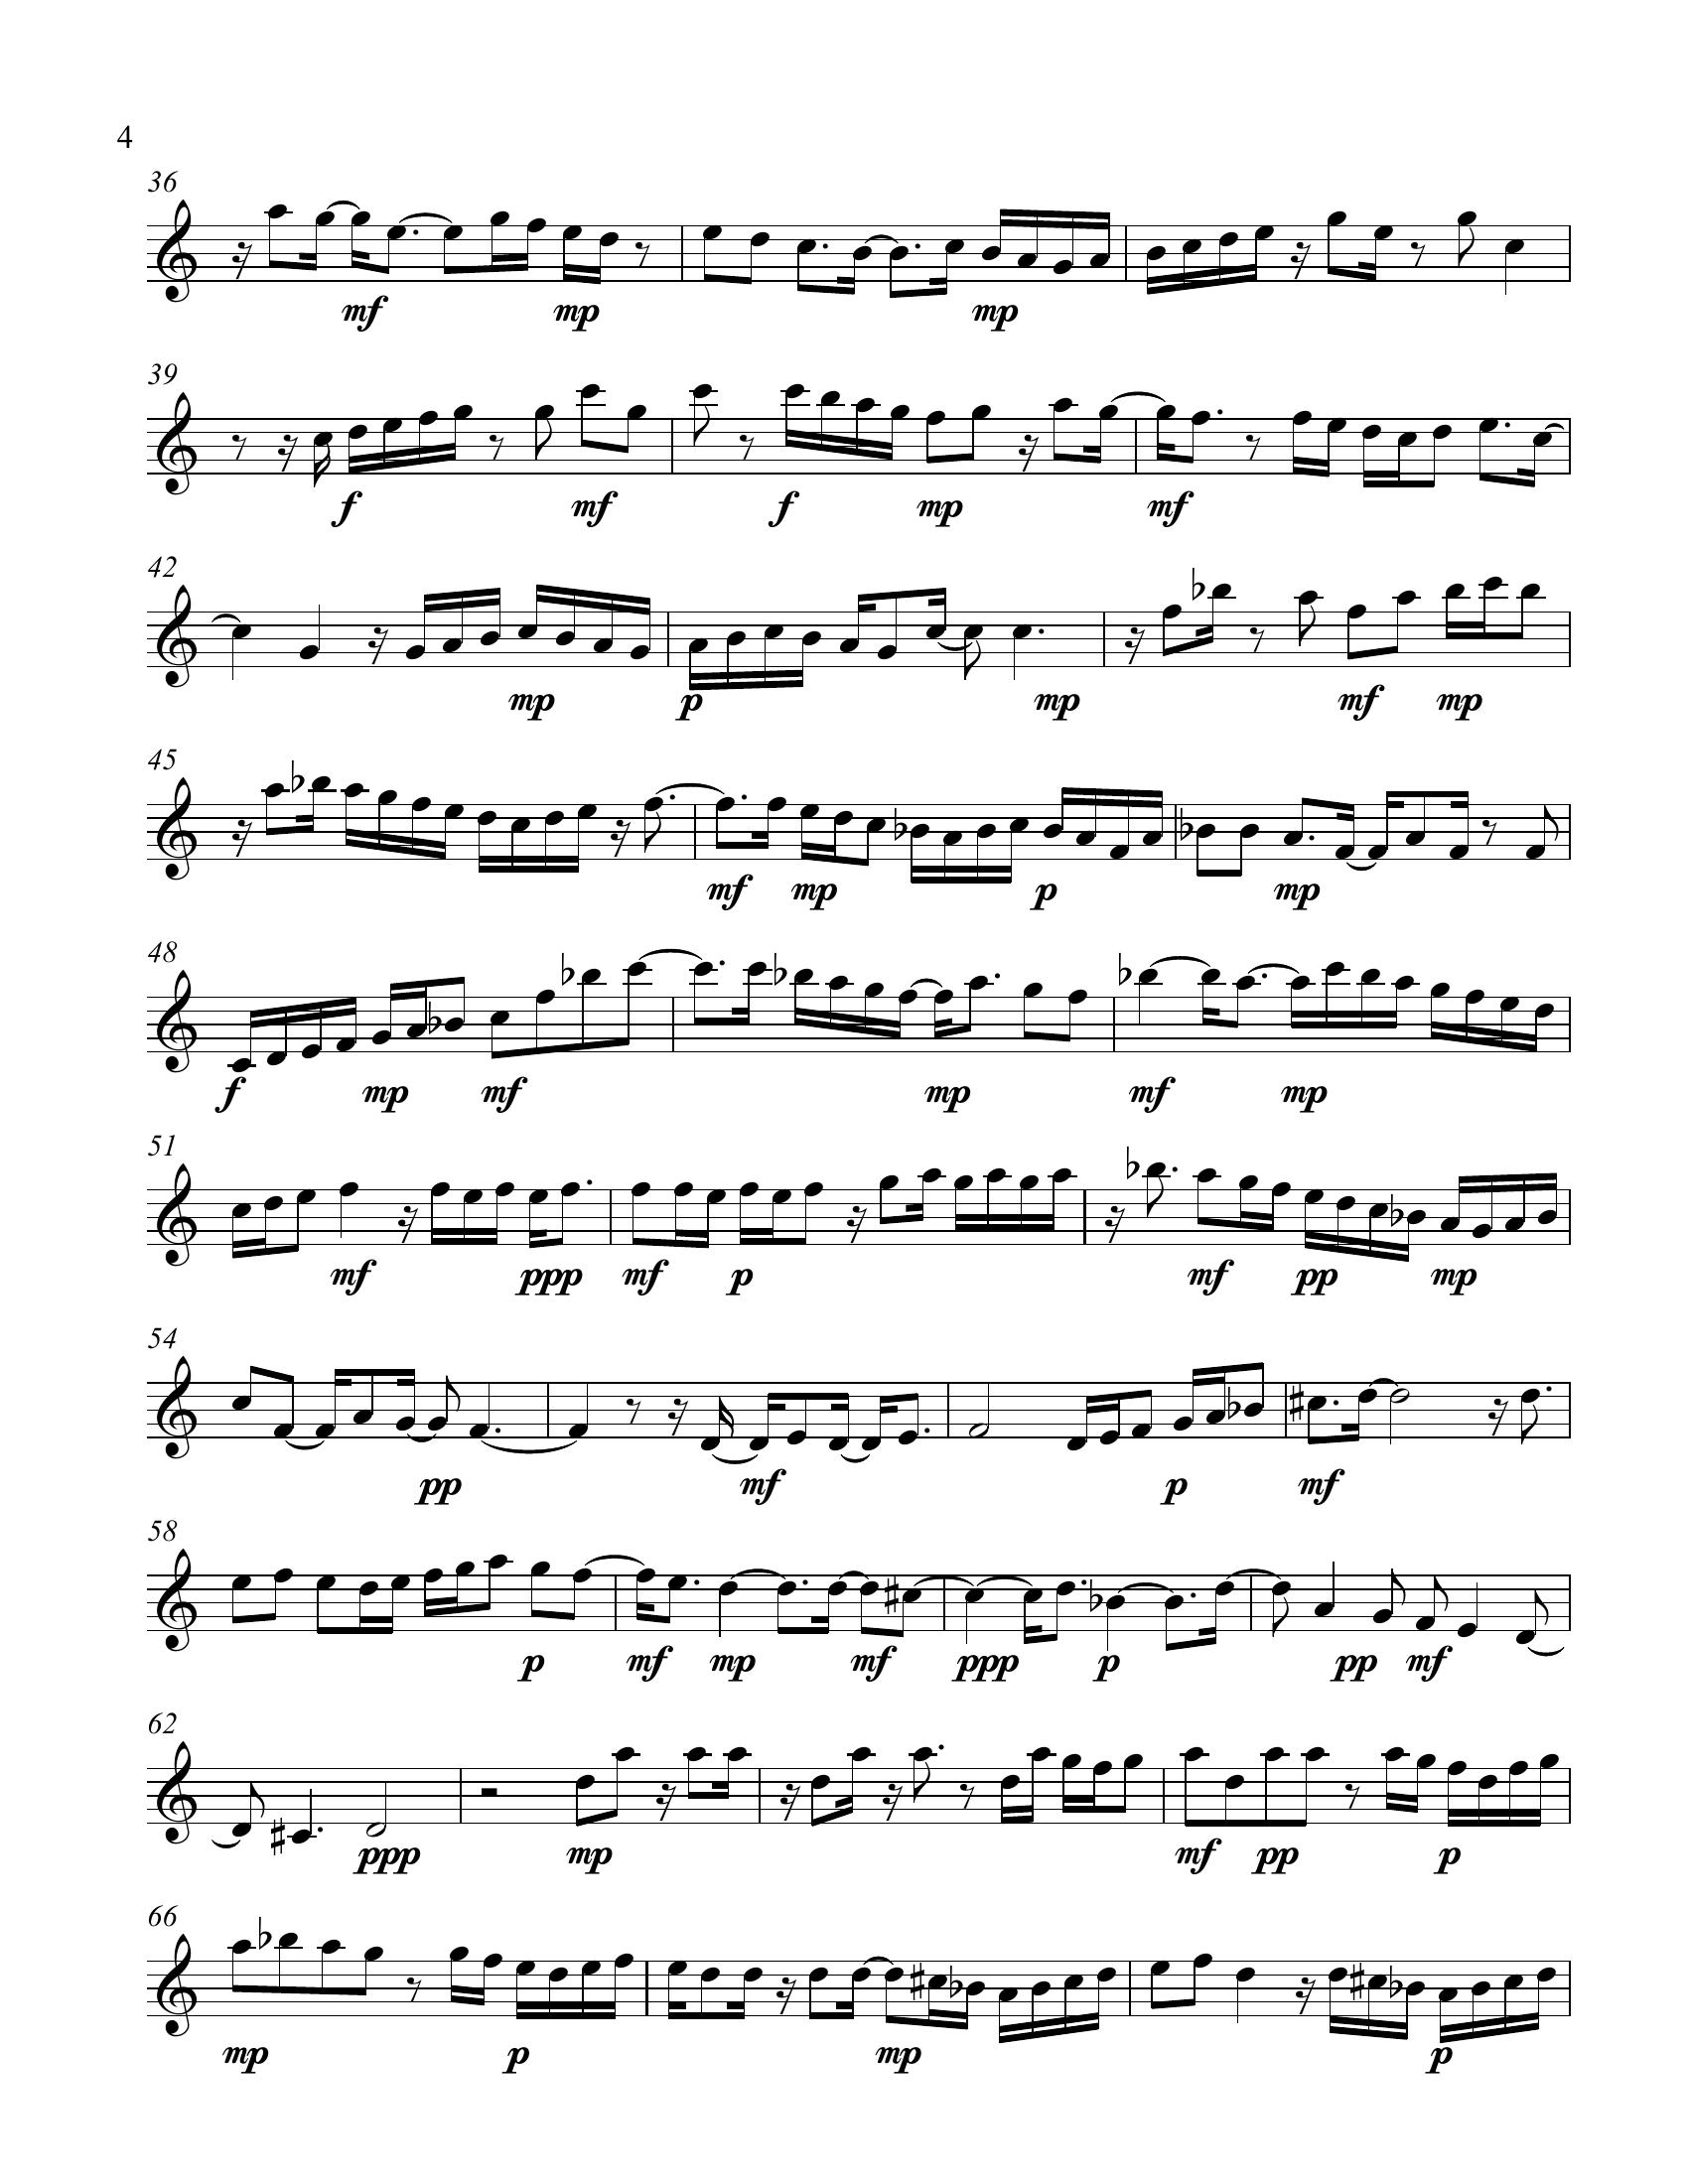 4
36
mf mp mp
39
f mf f mp mf
42
mp p mp mf mp
45
mf mp p mp
48
f mp mf mp mf mp
51
mf ppp mf p mf pp mp
54
pp mf p mf
58
p mf mp mf ppp p pp mf
62
ppp mp mf pp p
66
mp p mp p